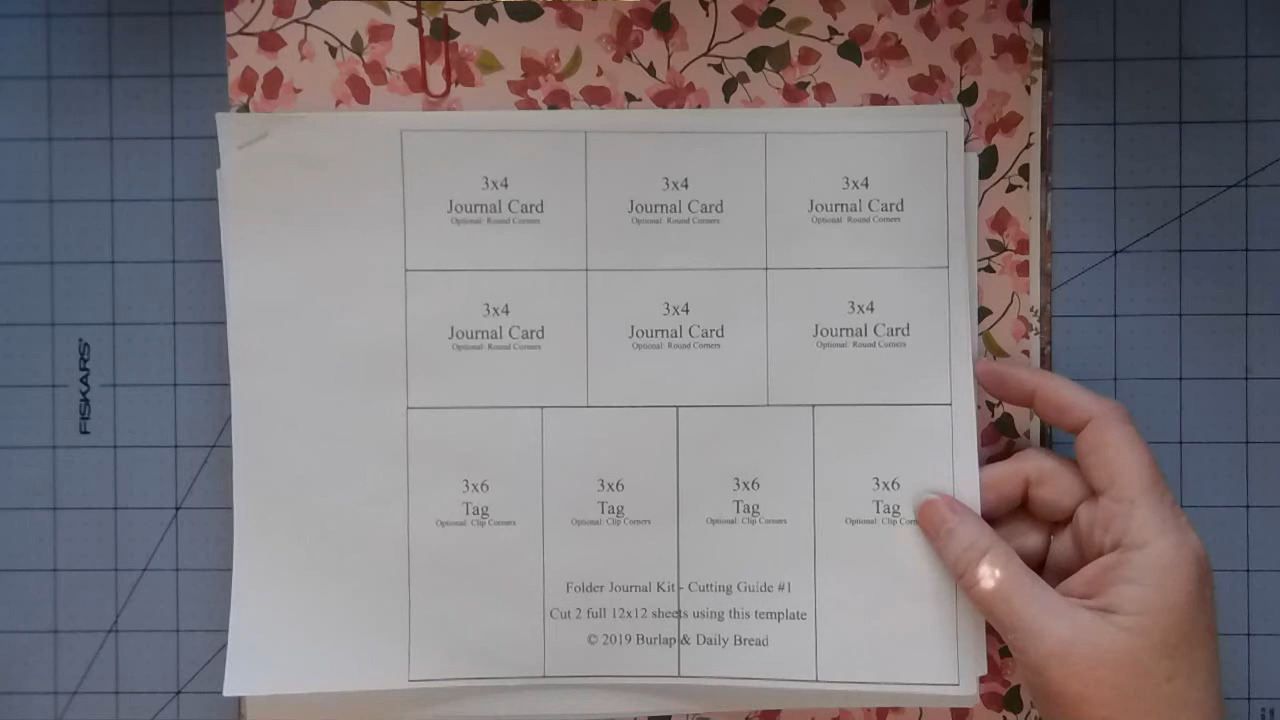 3x4
Journal Card
Optional: Round Corners
3x4
Journal Card
Optional: Round Corners
3x4
Journal Card
Optional: Round Corners
3x4
Journal Card
Optional: Round Corners
3x4
Journal Card
Optional: Round Corners
3x4
Journal Card
Optional: Round Corners
3x6
Tag
Optional: Clip Corners
3x6
Tag
Optional: Clip Corners
3x6
Tag
Optional: Clip Corners
3x6
Tag
Optional: Clip
Folder Journal Kit - Cutting Guide #1
Cut 2 full 12x12 sheets using this template
© 2019 Burlap & Daily Bread
FISKARS®